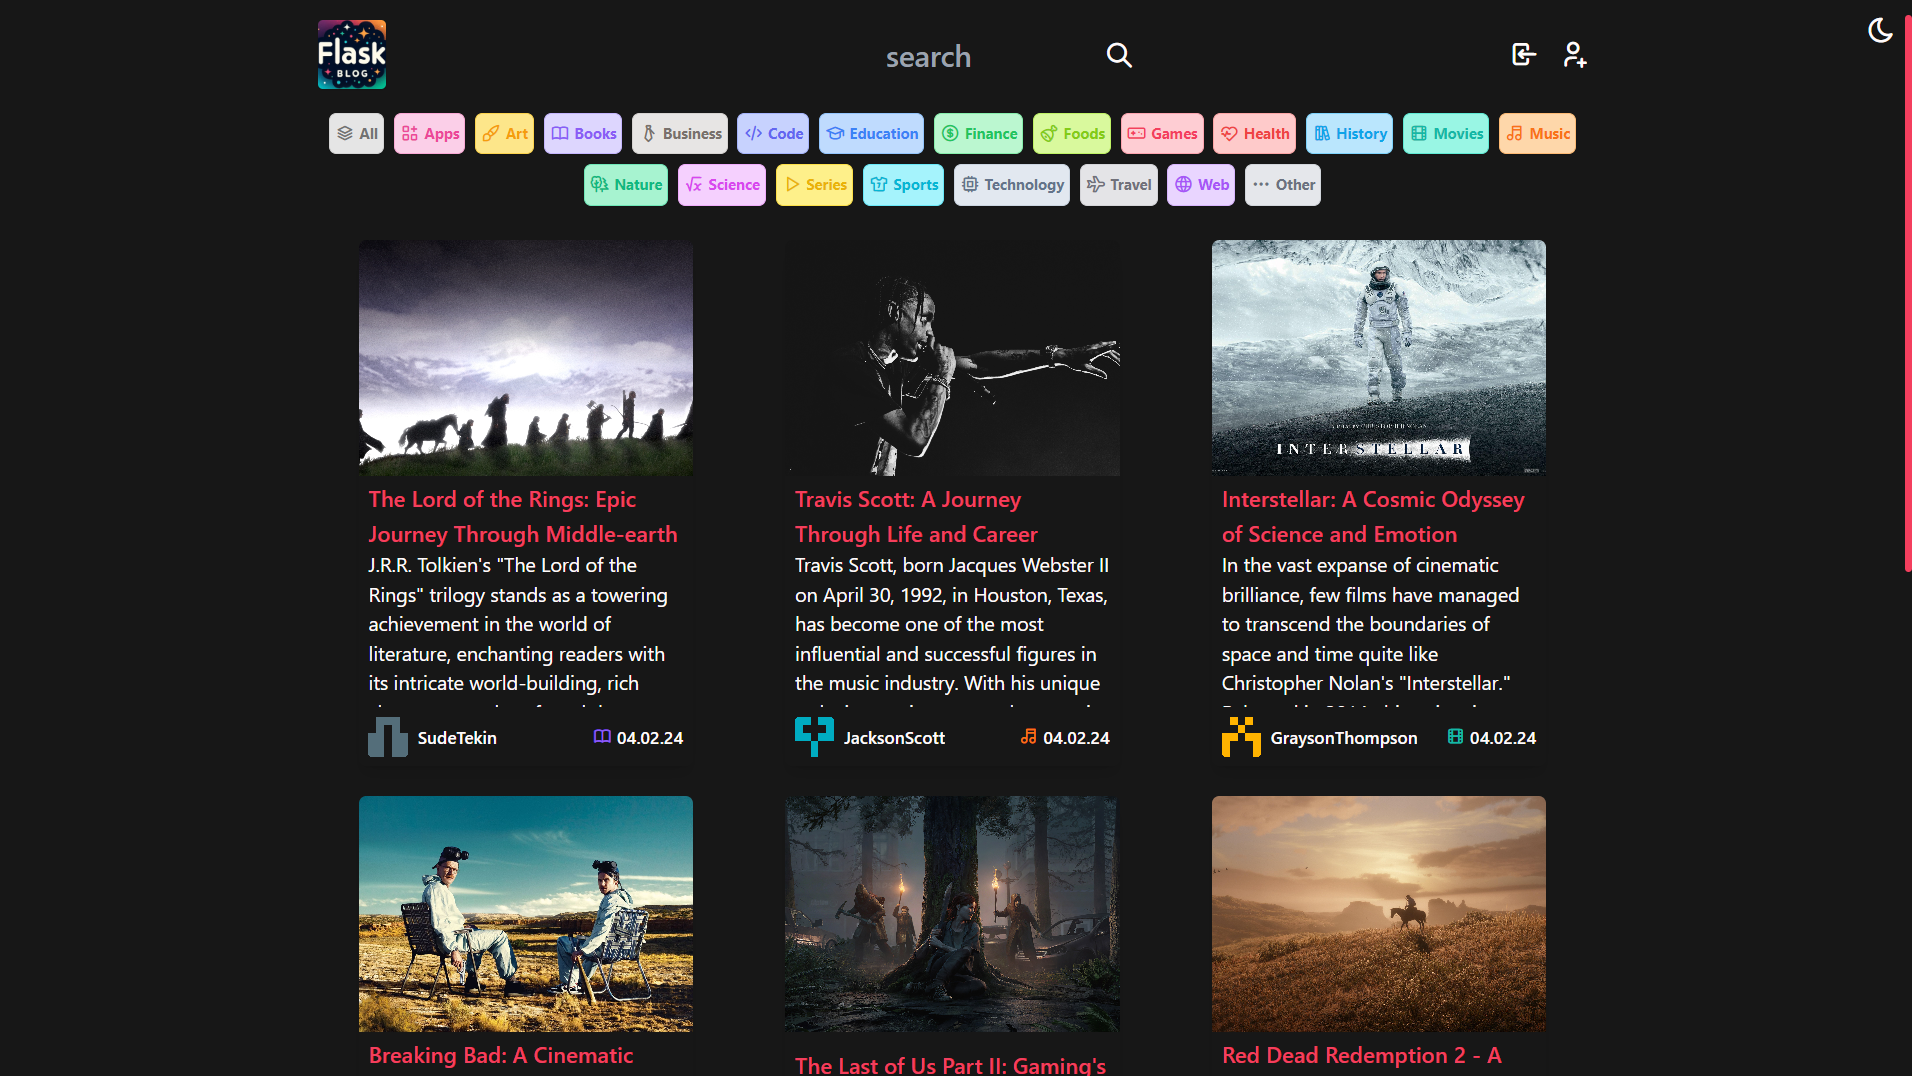 Flask
BLOG
search
All
Apps
Art
Books
Business
Code
Education
Finance
Foods
Games
Health
History
Movies
Music
Nature
Science
Series
Sports
Technology
Travel
Web
Other
INTERSTELLAR
The Lord of the Rings: Epic
Journey Through Middle-earth
J.R.R. Tolkien's "The Lord of the
Rings" trilogy stands as a towering
achievement in the world of
literature, enchanting readers with
its intricate world-building, rich
SudeTekin
04.02.24
Travis Scott: A Journey
Through Life and Career
Travis Scott, born Jacques Webster II
on April 30, 1992, in Houston, Texas,
has become one of the most
influential and successful figures in
the music industry. With his unique
JacksonScott
04.02.24
Interstellar: A Cosmic Odyssey
of Science and Emotion
In the vast expanse of cinematic
brilliance, few films have managed
to transcend the boundaries of
space and time quite like
Christopher Nolan's "Interstellar."
GraysonThompson
04.02.24
Breaking Bad: A Cinematic
The Last of Us Part II: Gaming's
Red Dead Redemption 2 - A